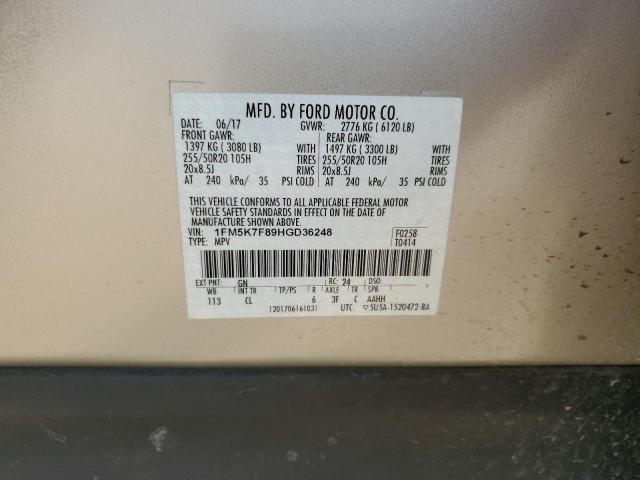 MFD. BY FORD MOTOR CO.
DATE: 06/17 GVWR: 2776 KG ( 6120 LB)
FRONT GAWR: REAR GAWR:
1397 KG ( 3080 LB) WITH 1497 KG ( 3300 LB) WITH
255/50R20 105H TIRES 255/50R20 105H TIRES
20x8.5J RIMS 20x8.5J RIMS
AT 240 kPa/ 35 PSI COLD AT 240 kPa/ 35 PSI COLD
THIS VEHICLE CONFORMS TO ALL APPLICABLE FEDERAL MOTOR
VEHICLE SAFETY STANDARDS IN EFFECT ON THE DATE OF
MANUFACTURE SHOWN ABOVE.
VIN: 1FM5K7F89HGD36248 F0258
TYPE: MPV T0414
EXT PNT: GN RC: 24 DSO:
WB INT TR TP/PS R AXLE TR SPR
113 CL 6 3F C AAHH
1201706161031 UTC ▽5U5A-1520472-BA